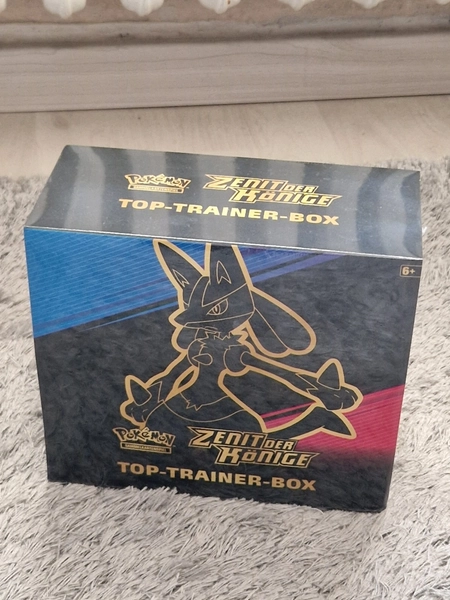 Pokémon
ZENIT DER
KÖNIGE
TOP-TRAINER-BOX
6+
Pokémon
ZENIT DER
KÖNIGE
TOP-TRAINER-BOX